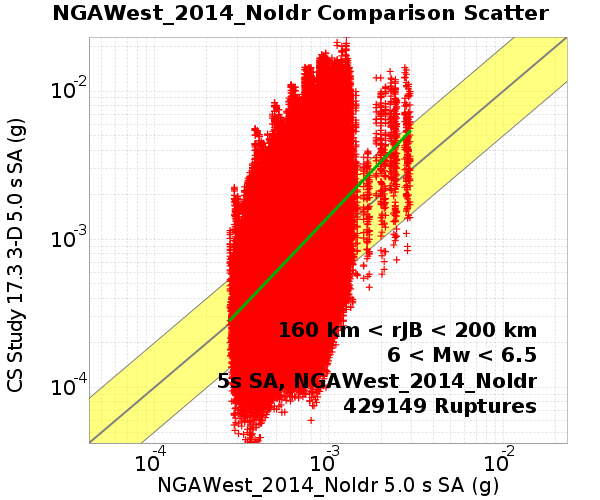 NGAWest_2014_NoIdr Comparison Scatter
CS Study 17.3 3-D 5.0 s SA (g)
10-2
10-3
10-4
160 km < rJB < 200 km
6 < Mw < 6.5
5s SA, NGAWest_2014_NoIdr
429149 Ruptures
10-4 10-3 10-2
NGAWest_2014_NoIdr 5.0 s SA (g)